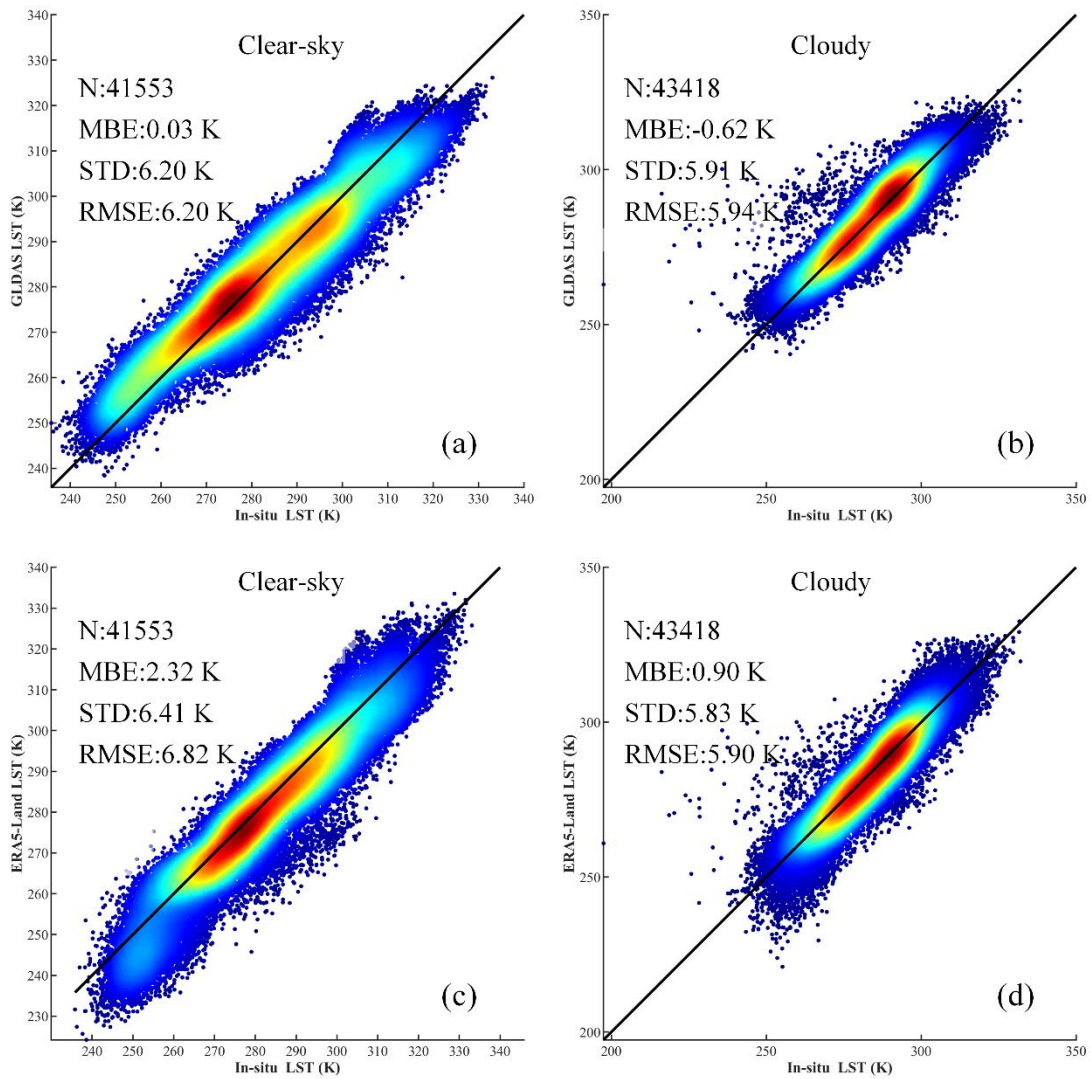 Clear-sky
N:41553
MBE:0.03 K
STD:6.20 K
RMSE:6.20 K
(a)
340
330
320
310
300
290
280
270
260
250
240
GLDAS LST (K)
240 250 260 270 280 290 300 310 320 330 340
In-situ LST (K)
Cloudy
N:43418
MBE:-0.62 K
STD:5.91 K
RMSE:5.94 K
(b)
350
300
250
200
GLDAS LST (K)
200 250 300 350
In-situ LST (K)
Clear-sky
N:41553
MBE:2.32 K
STD:6.41 K
RMSE:6.82 K
(c)
340
330
320
310
300
290
280
270
260
250
240
230
ERA5-Land LST (K)
240 250 260 270 280 290 300 310 320 330 340
In-situ LST (K)
Cloudy
N:43418
MBE:0.90 K
STD:5.83 K
RMSE:5.90 K
(d)
350
300
250
200
ERA5-Land LST (K)
200 250 300 350
In-situ LST (K)